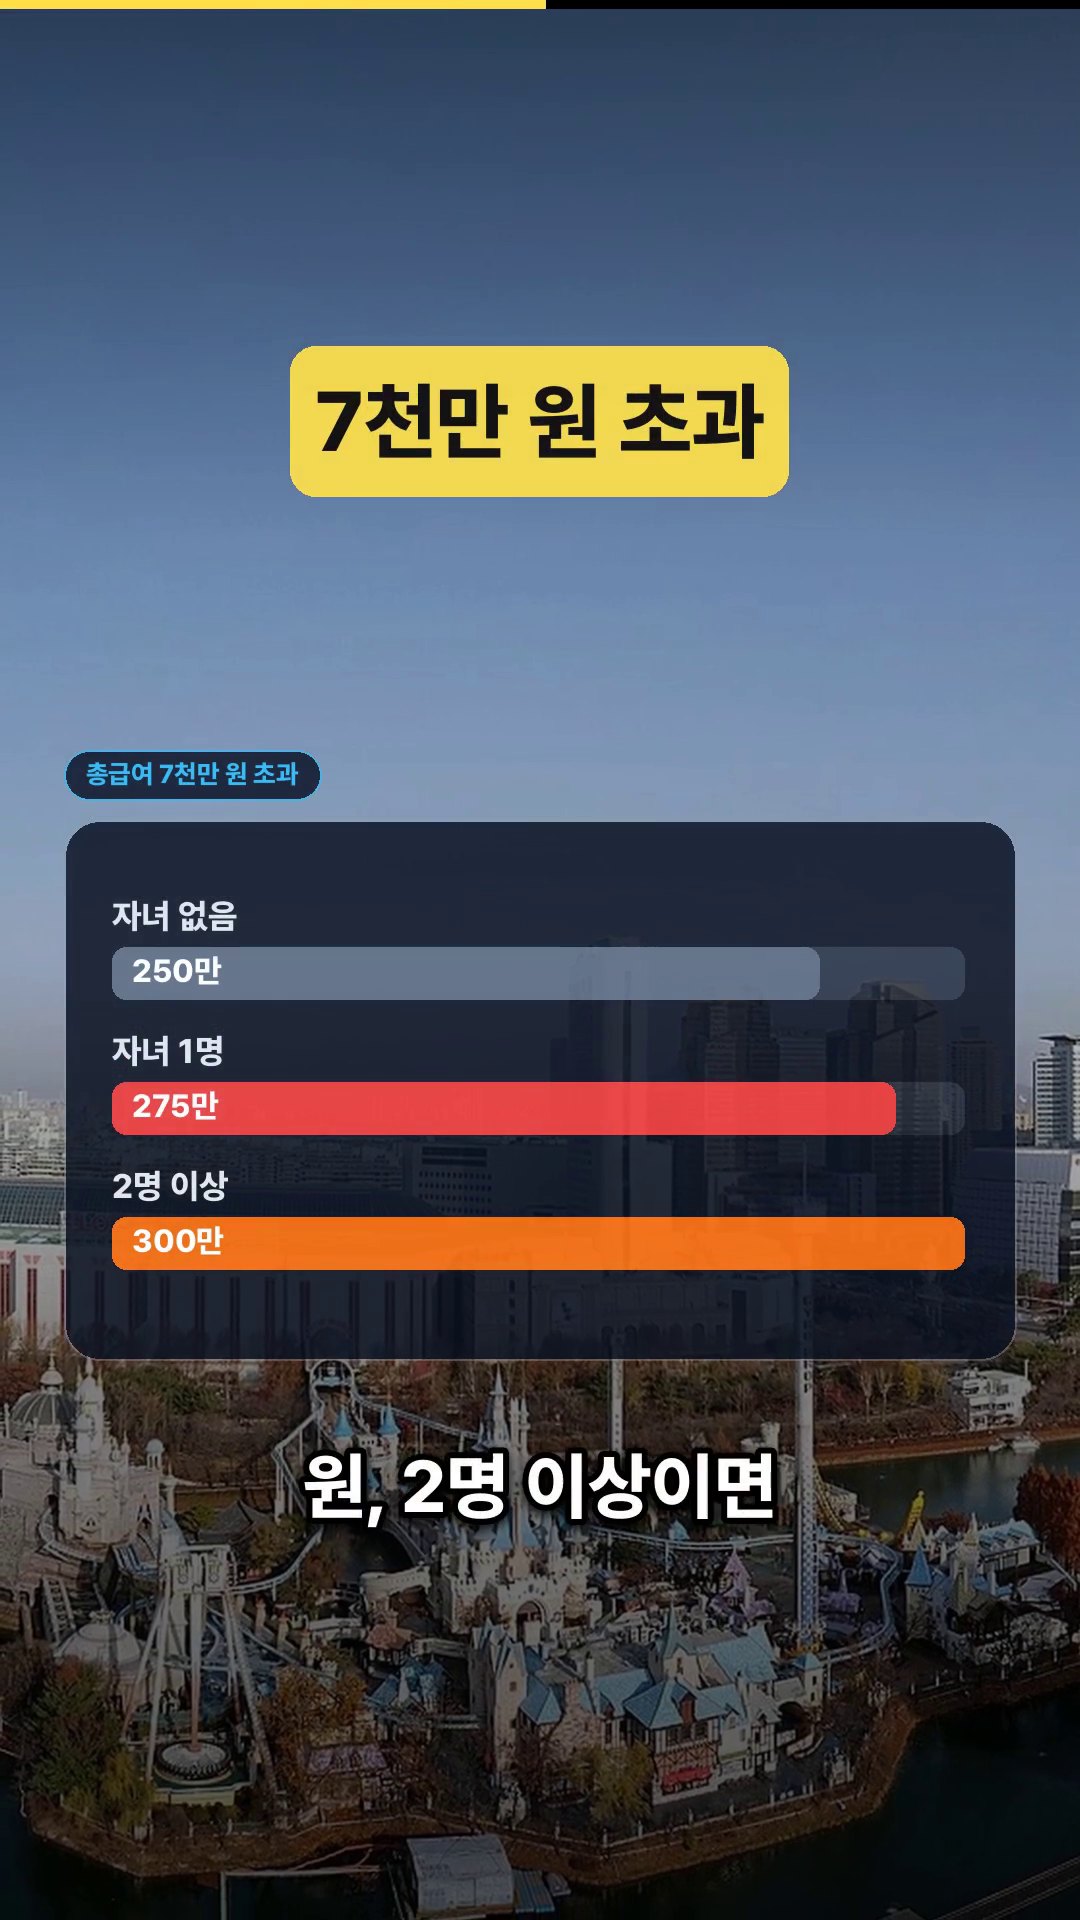 7천만 원 초과
총급여 7천만 원 초과
자녀 없음
250만
자녀 1명
275만
2명 이상
300만
원, 2명 이상이면